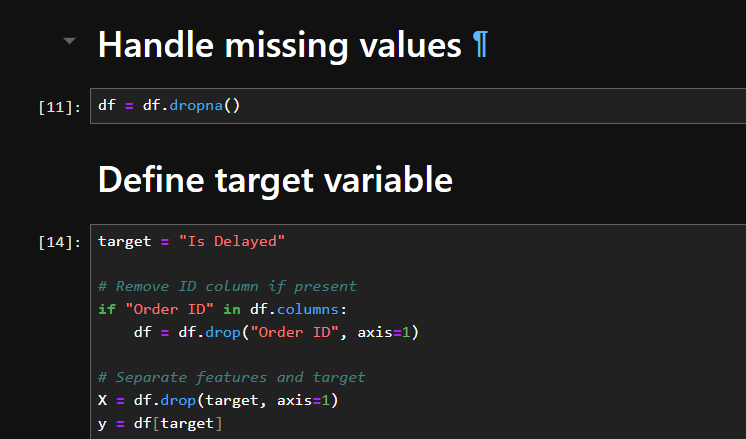 Handle missing values ¶
[11]: df = df.dropna()
Define target variable
[14]: target = "Is Delayed"
# Remove ID column if present
if "Order ID" in df.columns:
    df = df.drop("Order ID", axis=1)
# Separate features and target
X = df.drop(target, axis=1)
y = df[target]